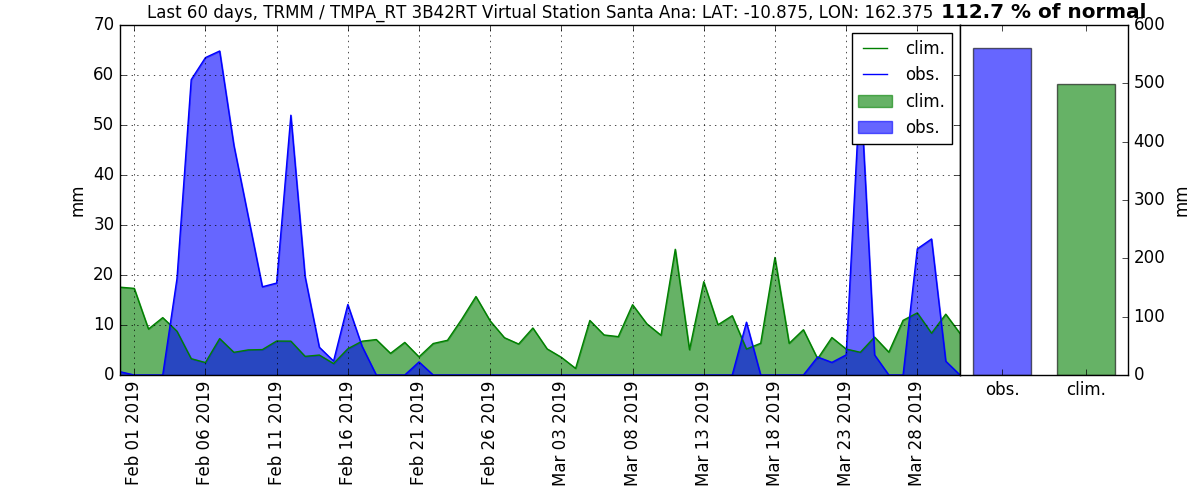 Last 60 days, TRMM / TMPA_RT 3B42RT Virtual Station Santa Ana: LAT: -10.875, LON: 162.375 112.7 % of normal
70
60
50
40
30
20
10
0
mm
clim.
obs.
clim.
obs.
600
500
400
300
200
100
0
mm
obs. clim.
Feb 01 2019
Feb 06 2019
Feb 11 2019
Feb 16 2019
Feb 21 2019
Feb 26 2019
Mar 03 2019
Mar 08 2019
Mar 13 2019
Mar 18 2019
Mar 23 2019
Mar 28 2019